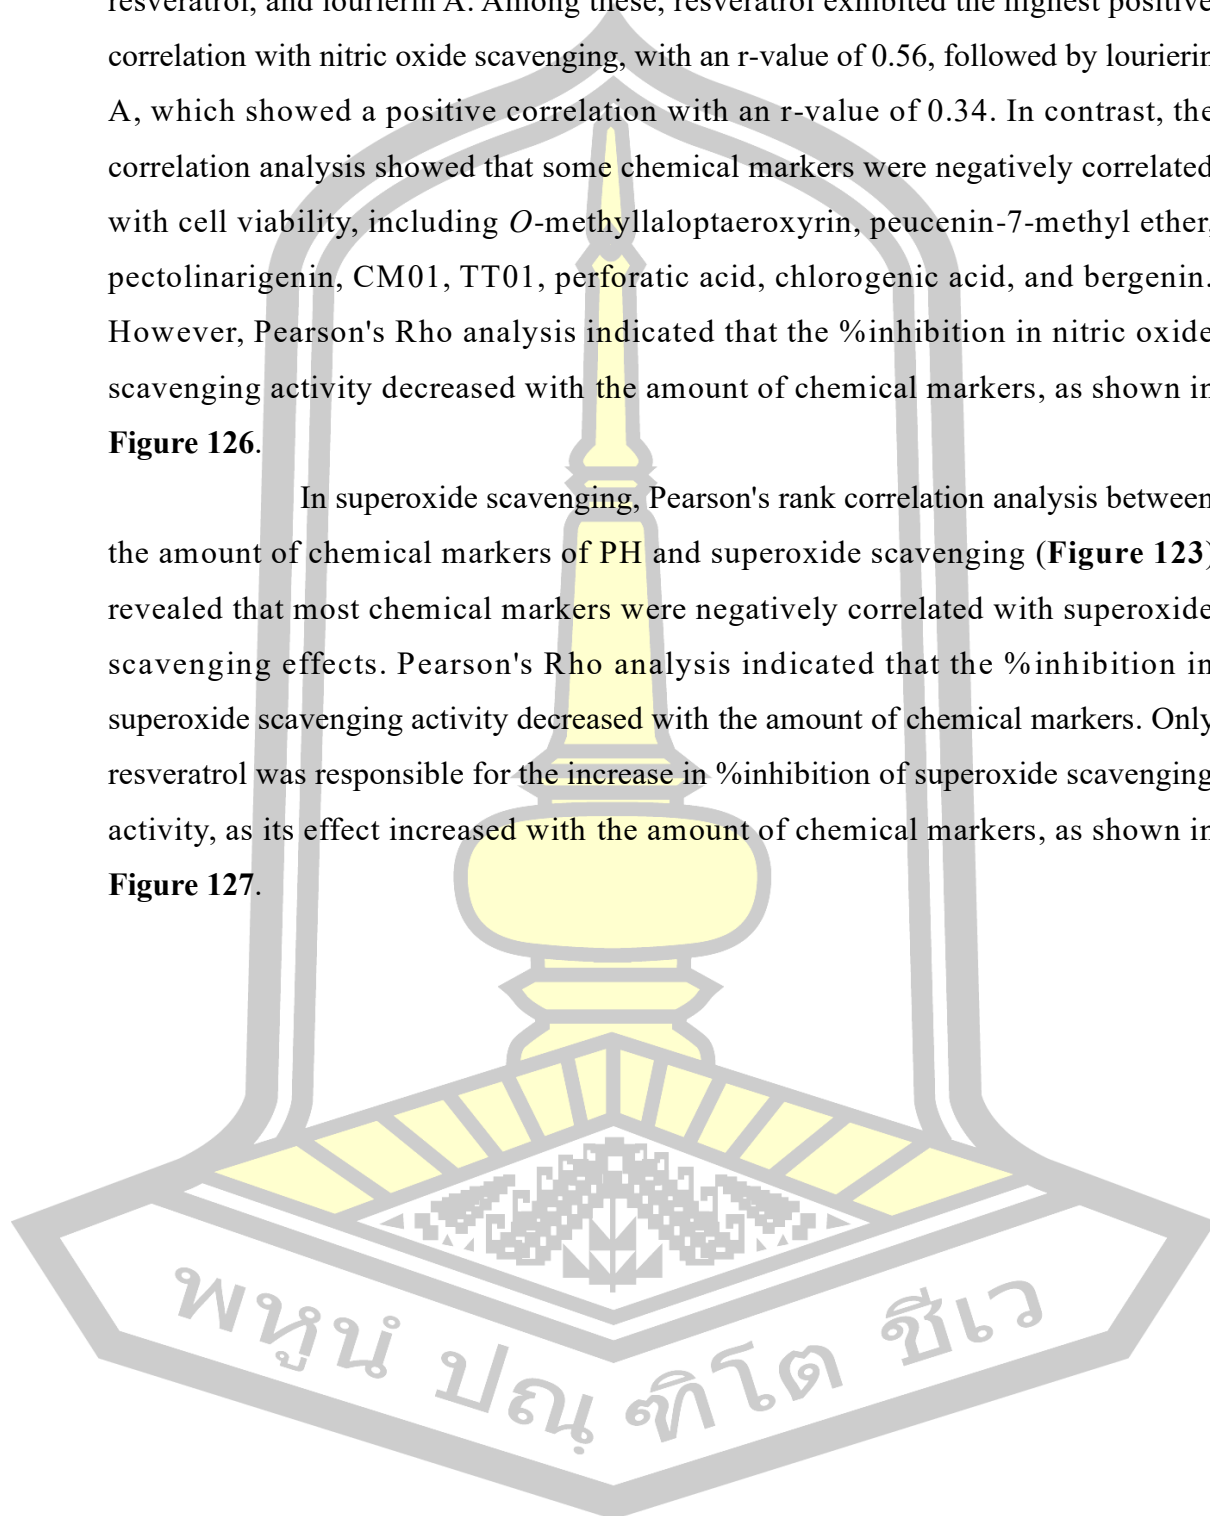 resveratrol, and lourierin A. Among these, resveratrol exhibited the highest positive
correlation with nitric oxide scavenging, with an r-value of 0.56, followed by lourierin
A, which showed a positive correlation with an r-value of 0.34. In contrast, the
correlation analysis showed that some chemical markers were negatively correlated
with cell viability, including O-methyllaloptaeroxyrin, peucenin-7-methyl ether,
pectolinarigenin, CM01, TT01, perforatic acid, chlorogenic acid, and bergenin.
However, Pearson's Rho analysis indicated that the %inhibition in nitric oxide
scavenging activity decreased with the amount of chemical markers, as shown in
Figure 126.
In superoxide scavenging, Pearson's rank correlation analysis between
the amount of chemical markers of PH and superoxide scavenging (Figure 123)
revealed that most chemical markers were negatively correlated with superoxide
scavenging effects. Pearson's Rho analysis indicated that the %inhibition in
superoxide scavenging activity decreased with the amount of chemical markers. Only
resveratrol was responsible for the increase in %inhibition of superoxide scavenging
activity, as its effect increased with the amount of chemical markers, as shown in
Figure 127.
พหูนํ ปณฺ ฑิโต ชีเว